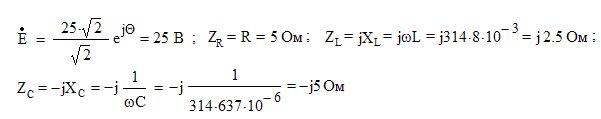 Ė = 25·√2/√2 e^jΘ = 25 В ; Z_R = R = 5 Ом ; Z_L = jX_L = jωL = j314·8·10^−3 = j 2.5 Ом ;
Z_C = −jX_C = −j 1/ωC = −j 1/314·637·10^−6 = −j5 Ом